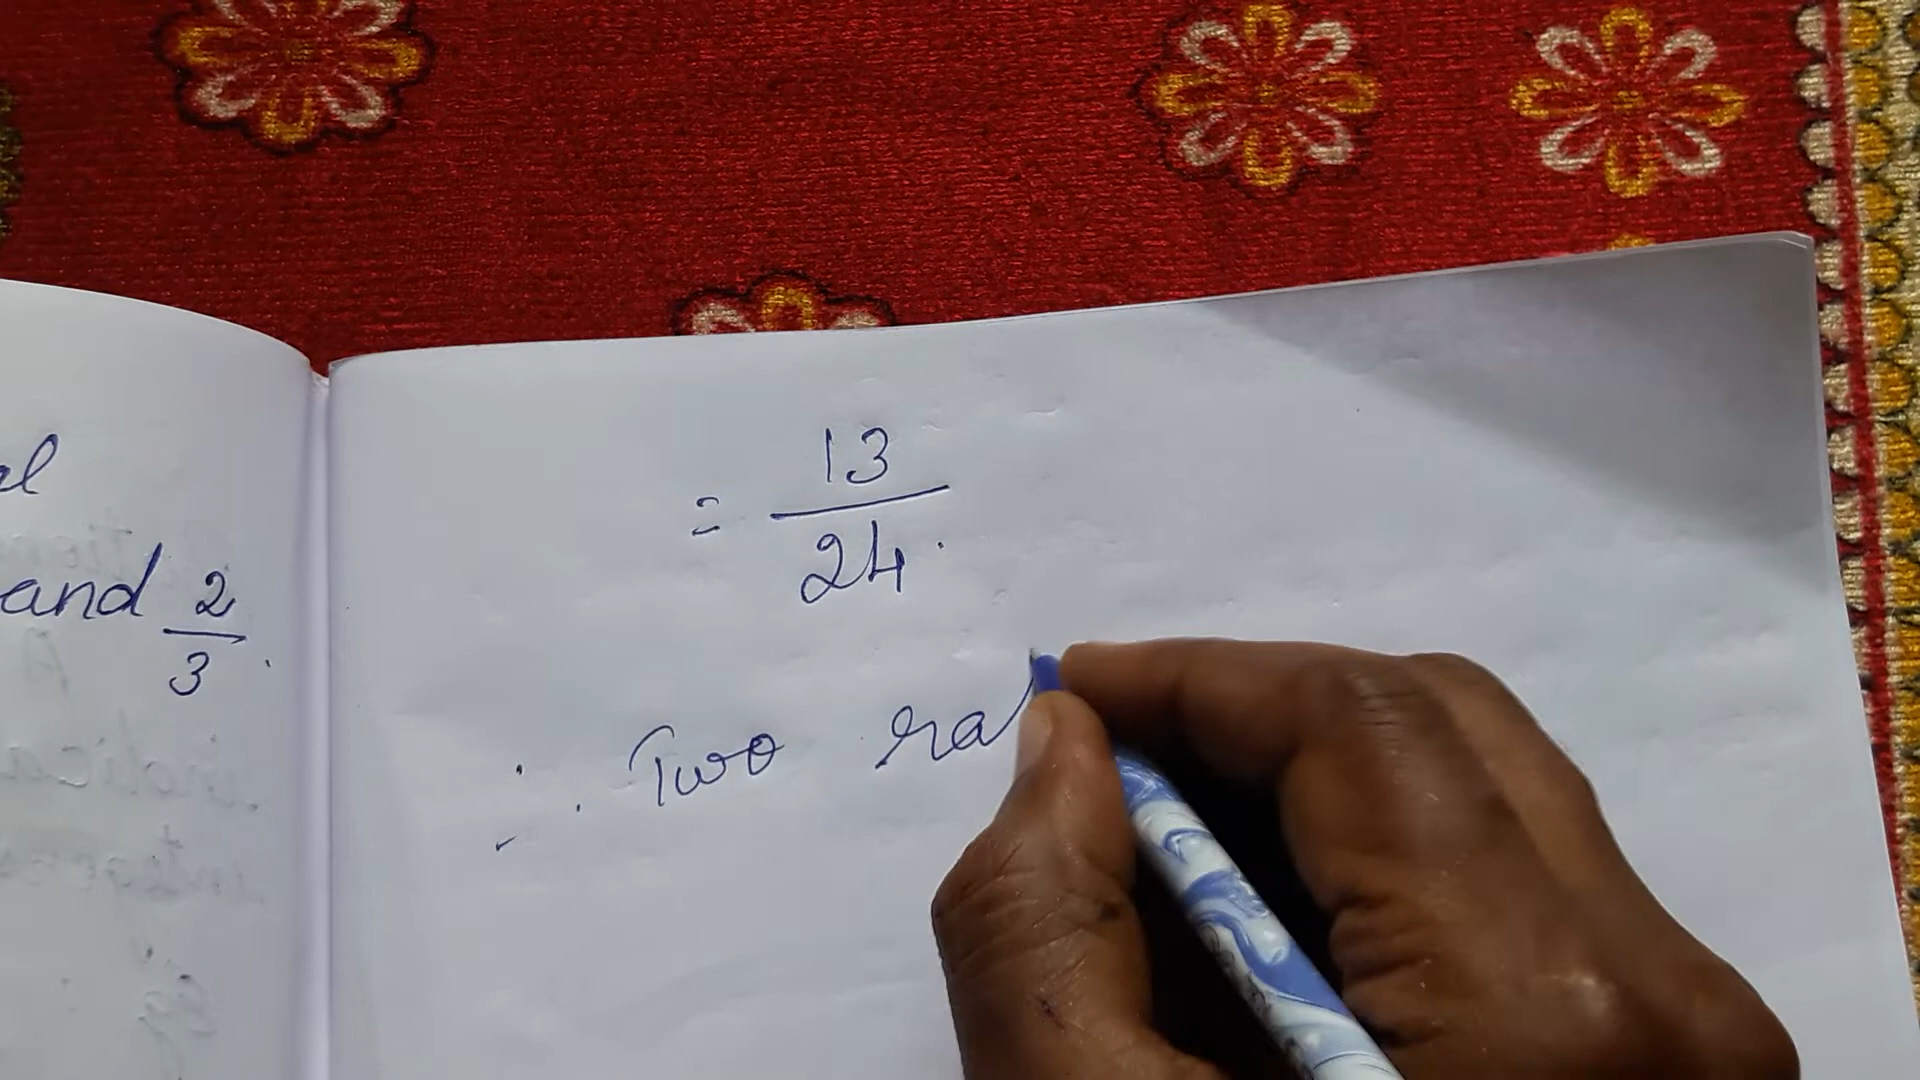 and 2/3.
= 13/24.
∴ Two ra